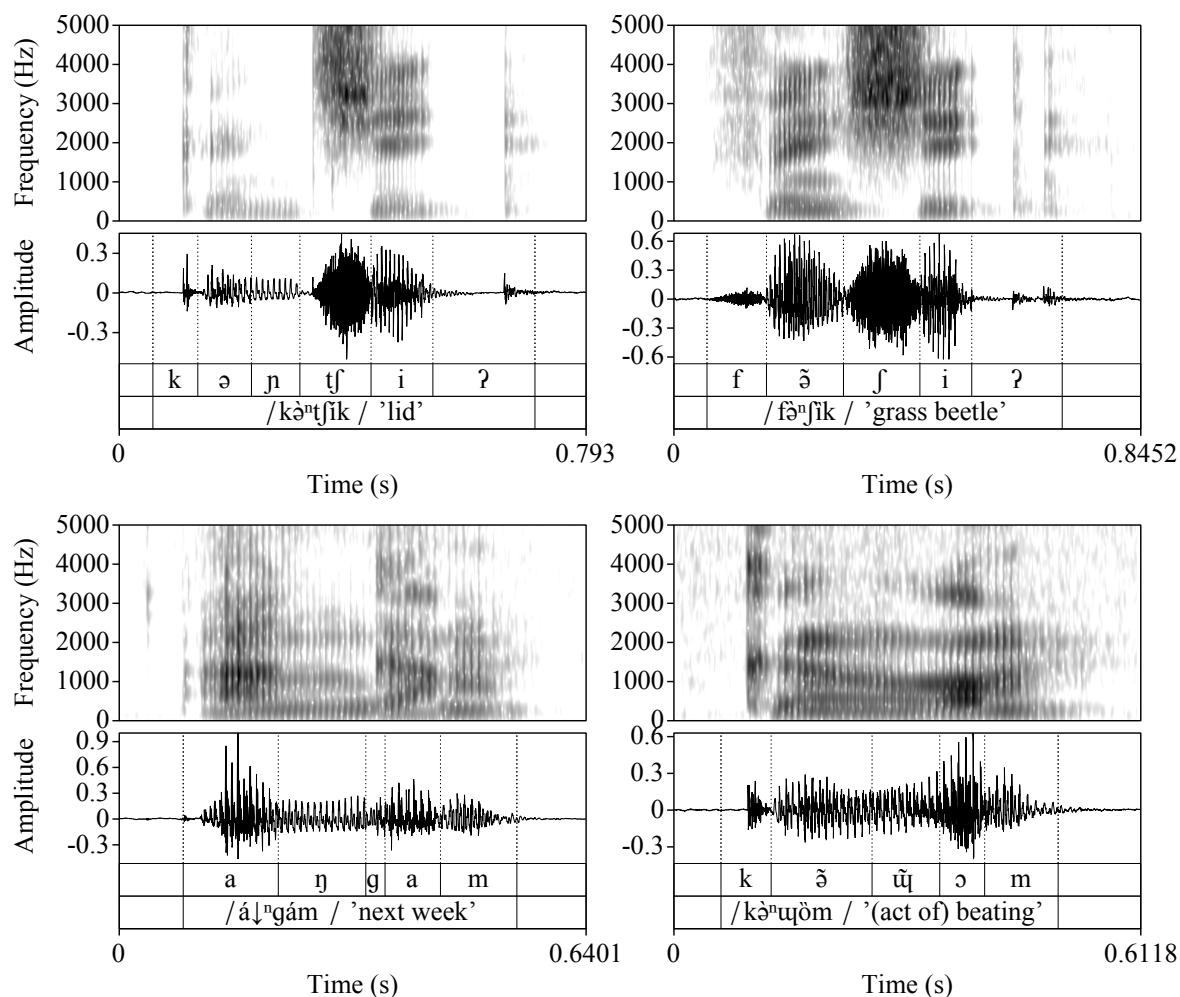 Frequency (Hz)
5000
4000
3000
2000
1000
0
Amplitude
0.3
0
-0.3
k ə ɲ tʃ i ʔ
/kə̀ⁿtʃìk / ’lid’
0 0.793
Time (s)
5000
4000
3000
2000
1000
0
0.6
0.3
0
-0.3
-0.6
f ə̃ ʃ i ʔ
/fə̀ⁿʃìk / ’grass beetle’
0 0.8452
Time (s)
Frequency (Hz)
5000
4000
3000
2000
1000
0
Amplitude
0.9
0.6
0.3
0
-0.3
a ŋ ɡ a m
/á↓ⁿɡám / ’next week’
0 0.6401
Time (s)
5000
4000
3000
2000
1000
0
0.6
0.3
0
-0.3
k ə̃ ɰ̃ ɔ m
/kə̀ⁿɰòm / ’(act of) beating’
0 0.6118
Time (s)